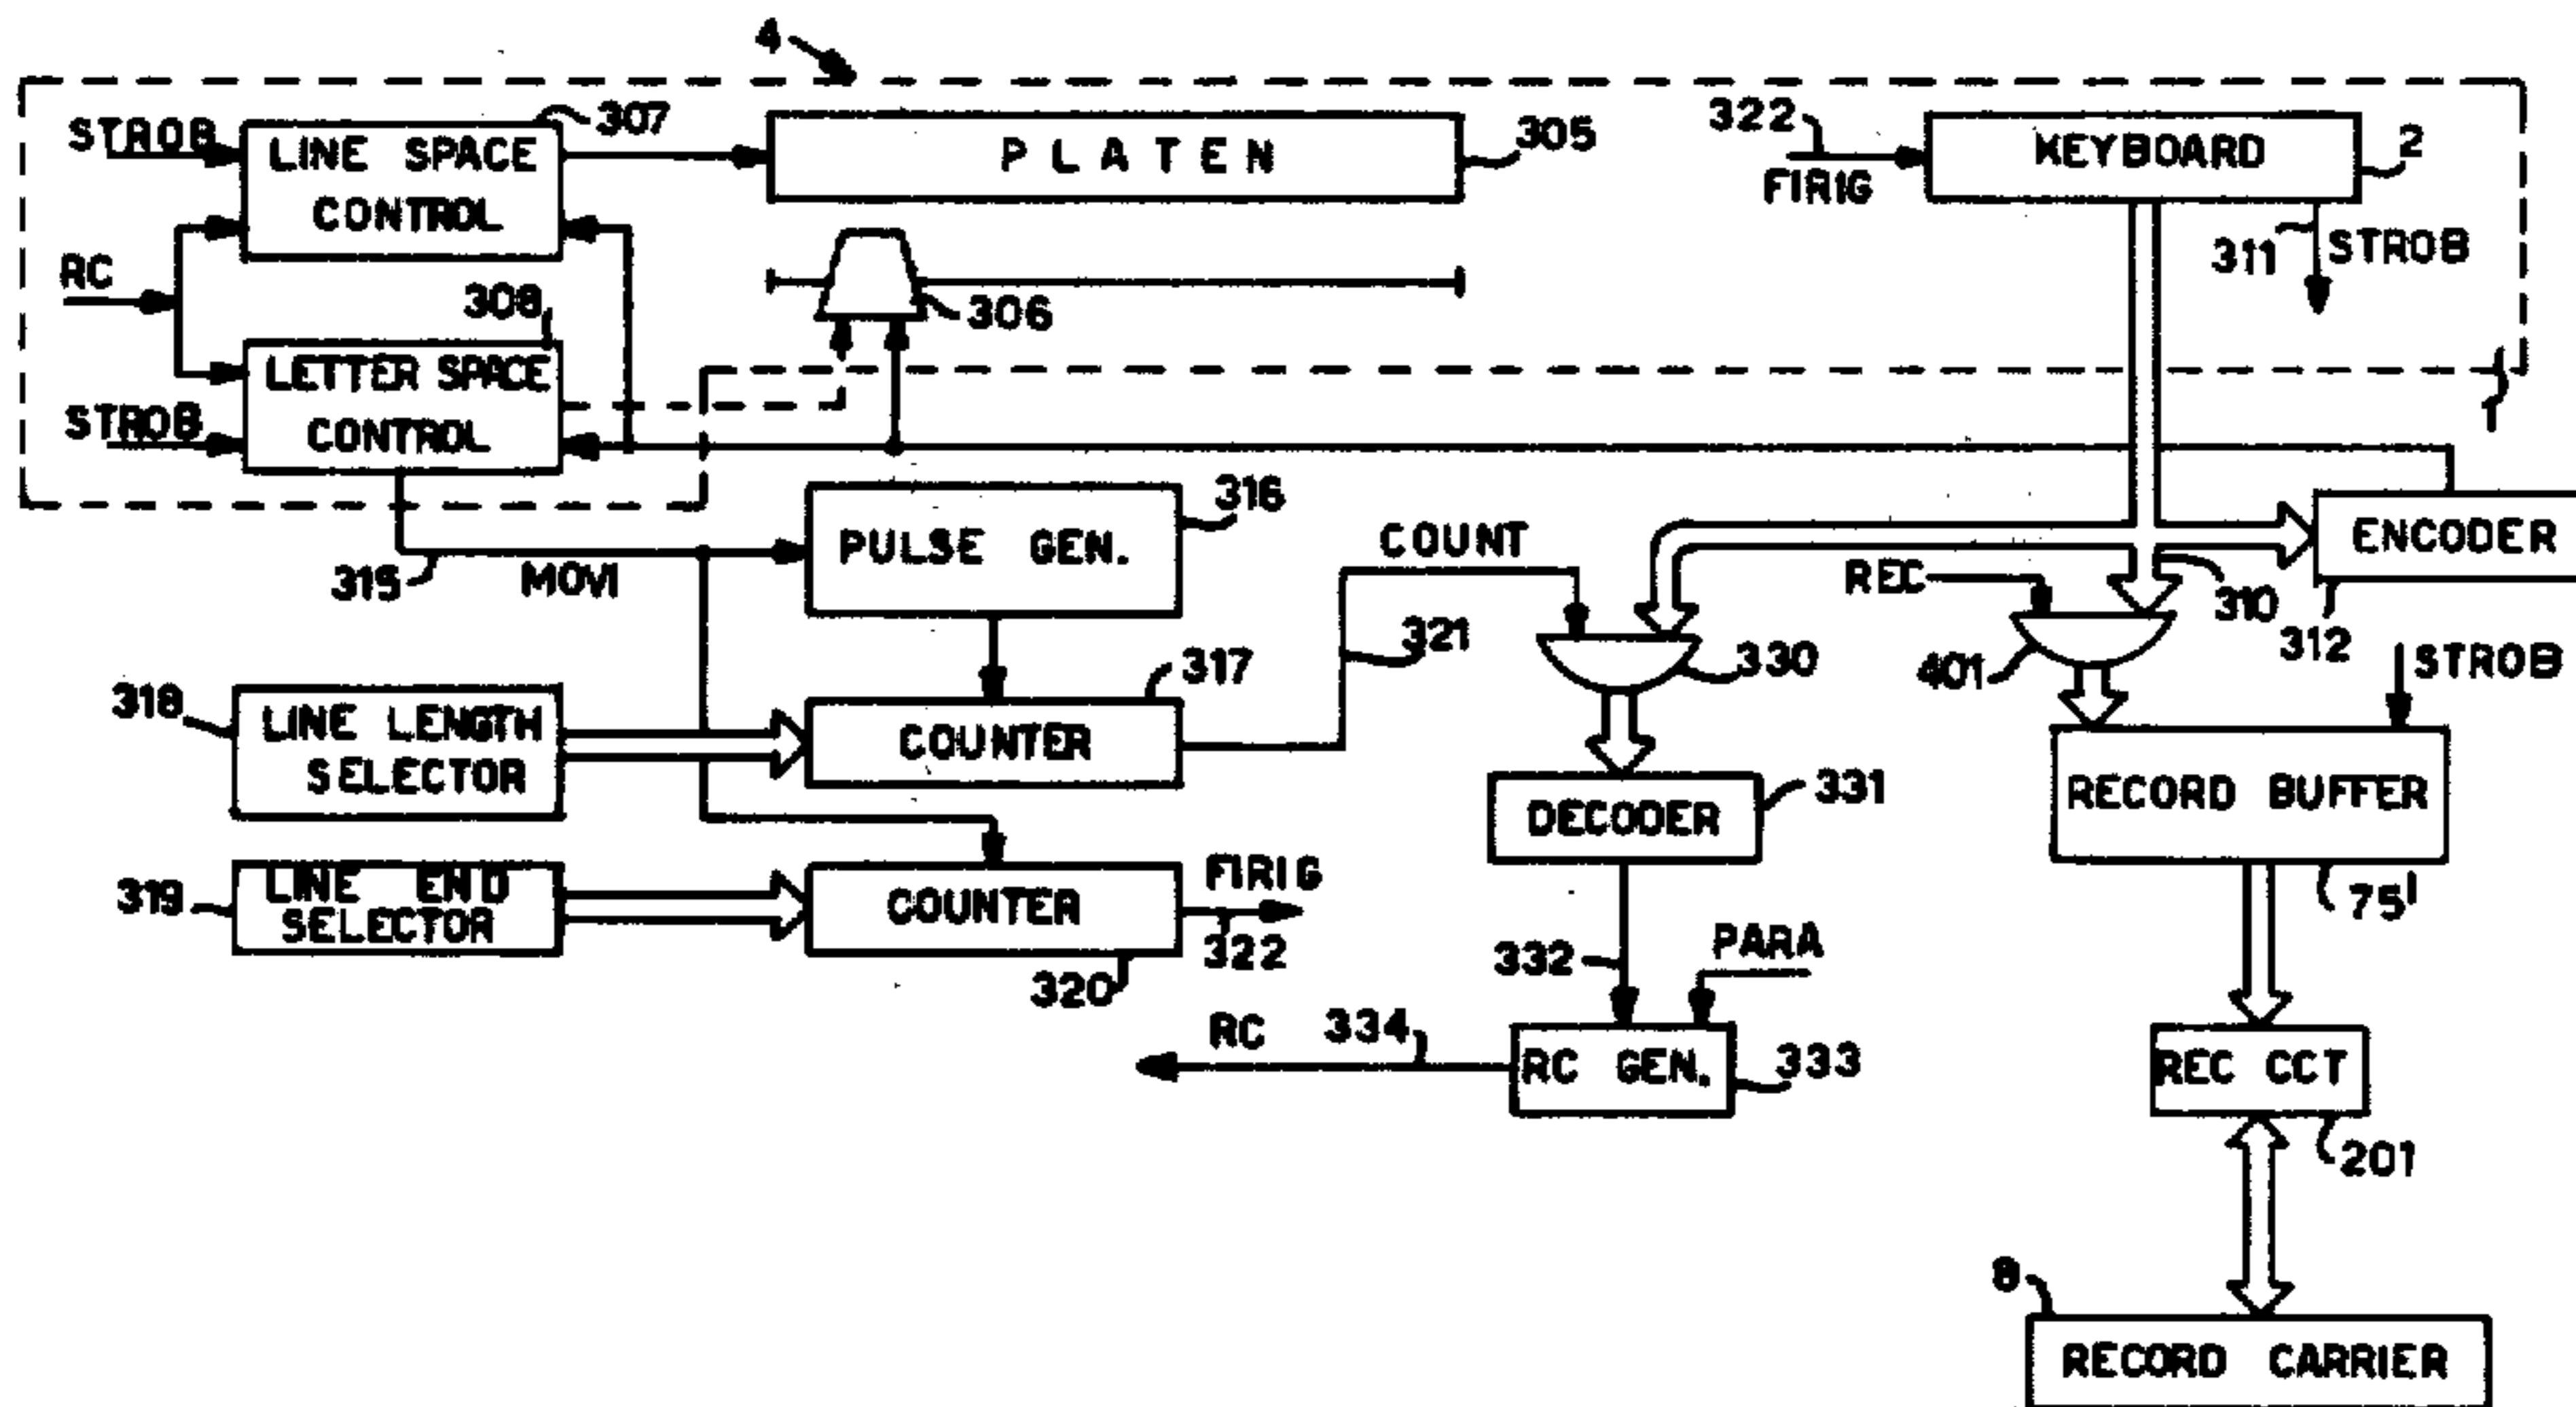 4
STROB
LINE SPACE
CONTROL
307
PLATEN
305
322
FIRIG
KEYBOARD
2
311
STROB
RC
306
308
LETTER SPACE
CONTROL
STROB
1
315
MOVI
PULSE GEN.
316
COUNT
321
REC
310
ENCODER
312
318
LINE LENGTH
SELECTOR
COUNTER
317
330
401
STROB
DECODER
331
RECORD BUFFER
75'
319
LINE END
SELECTOR
COUNTER
320
FIRIG
322
332
PARA
RC
334
RC GEN.
333
REC CCT
201
8
RECORD CARRIER